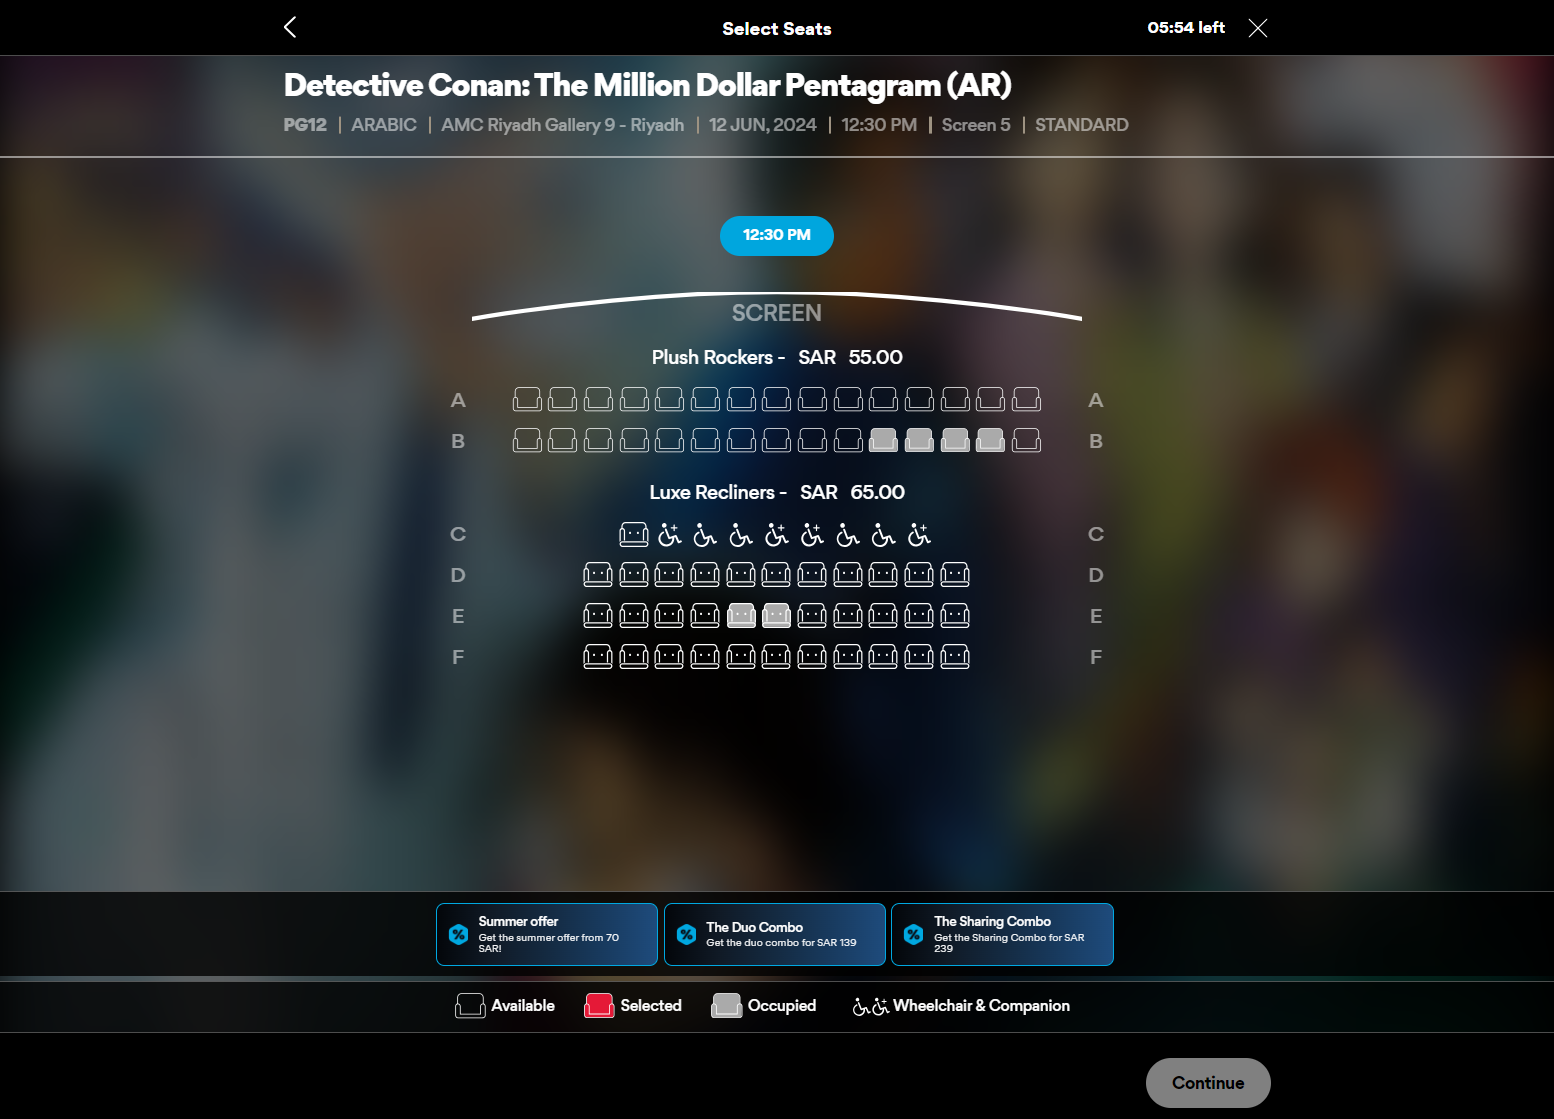 Select Seats
05:54 left
Detective Conan: The Million Dollar Pentagram (AR)
PG12 | ARABIC | AMC Riyadh Gallery 9 - Riyadh | 12 JUN, 2024 | 12:30 PM | Screen 5 | STANDARD
12:30 PM
SCREEN
Plush Rockers - SAR 55.00
A A
B B
Luxe Recliners - SAR 65.00
C C
D D
E E
F F
Summer offer
Get the summer offer from 70
SAR!
The Duo Combo
Get the duo combo for SAR 139
The Sharing Combo
Get the Sharing Combo for SAR
239
Available Selected Occupied Wheelchair & Companion
Continue